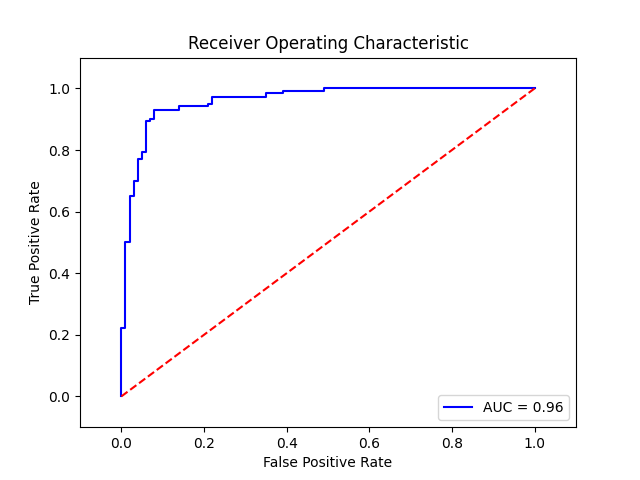 Receiver Operating Characteristic
True Positive Rate
1.0
0.8
0.6
0.4
0.2
0.0
AUC = 0.96
0.0 0.2 0.4 0.6 0.8 1.0
False Positive Rate